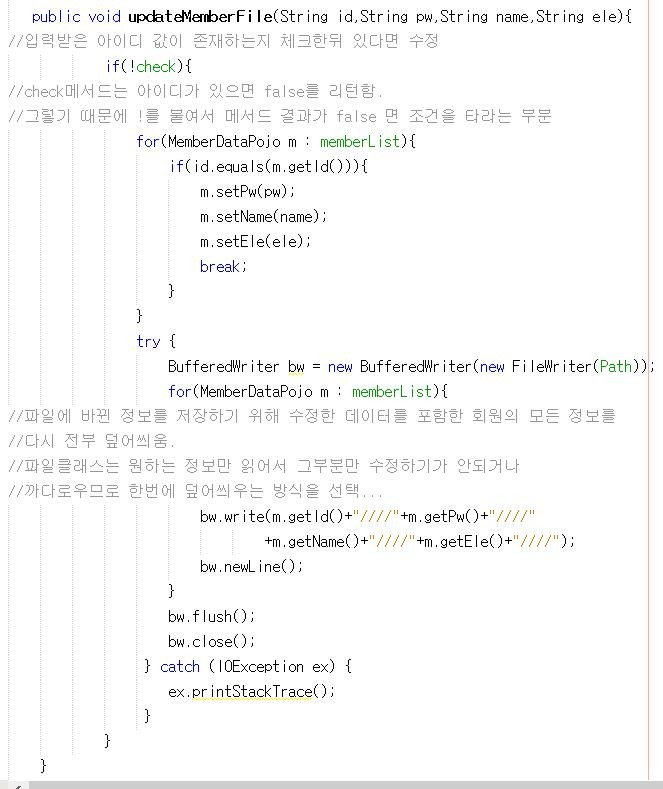 public void updateMemberFile(String id,String pw,String name,String ele){
//입력받은 아이디 값이 존재하는지 체크한뒤 있다면 수정
if(!check){
//check메서드는 아이디가 있으면 false를 리턴함.
//그렇기 때문에 !를 붙여서 메서드 결과가 false 면 조건을 타라는 부분
for(MemberDataPojo m : memberList){
if(id.equals(m.getId())){
m.setPw(pw);
m.setName(name);
m.setEle(ele);
break;
}
}
try {
BufferedWriter bw = new BufferedWriter(new FileWriter(Path));
for(MemberDataPojo m : memberList){
//파일에 바뀐 정보를 저장하기 위해 수정한 데이터를 포함한 회원의 모든 정보를
//다시 전부 덮어씌움.
//파일클래스는 원하는 정보만 읽어서 그부분만 수정하기가 안되거나
//까다로우므로 한번에 덮어씌우는 방식을 선택...
bw.write(m.getId()+"////"+m.getPw()+"////"
+m.getName()+"////"+m.getEle()+"////");
bw.newLine();
}
bw.flush();
bw.close();
} catch (IOException ex) {
ex.printStackTrace();
}
}
}